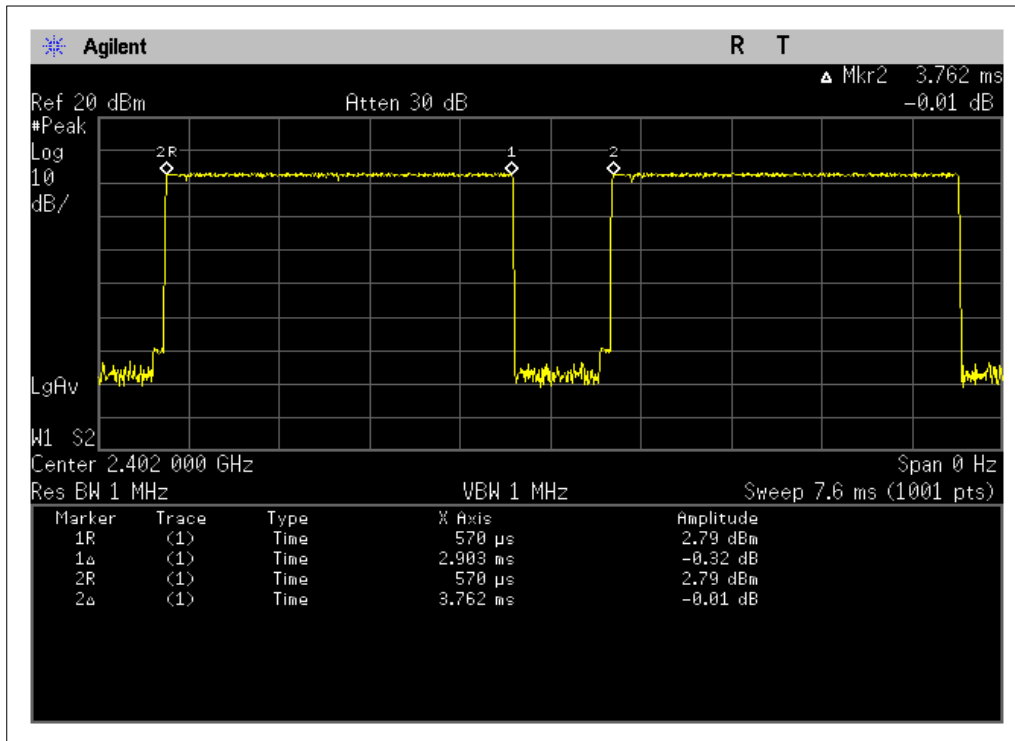 Agilent R T
Δ Mkr2 3.762 ms
Ref 20 dBm Atten 30 dB -0.01 dB
#Peak
Log
10
dB/
2R 1 2
LgAv
W1 S2
Center 2.402 000 GHz Span 0 Hz
Res BW 1 MHz VBW 1 MHz Sweep 7.6 ms (1001 pts)
Marker Trace Type X Axis Amplitude
1R (1) Time 570 µs 2.79 dBm
1Δ (1) Time 2.903 ms -0.32 dB
2R (1) Time 570 µs 2.79 dBm
2Δ (1) Time 3.762 ms -0.01 dB